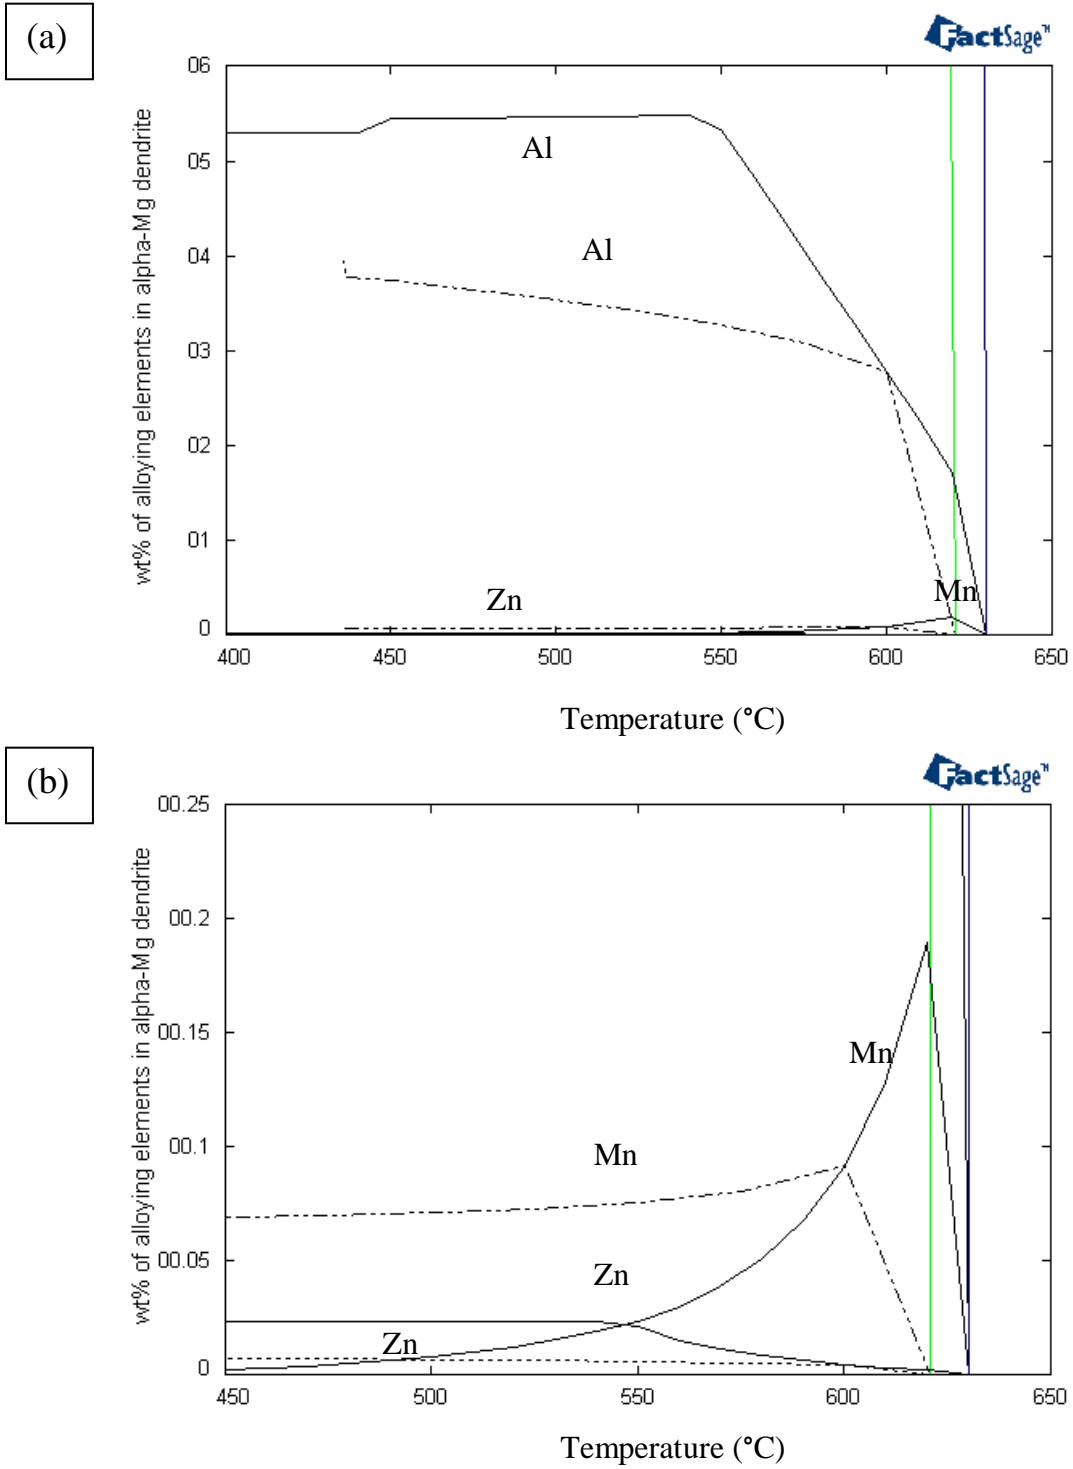 (a)
FactSage™
06
05
04
03
02
01
0
wt% of alloying elements in alpha-Mg dendrite
Al
Al
Zn
Mn
400 450 500 550 600 650
Temperature (°C)
(b)
FactSage™
00.25
00.2
00.15
00.1
00.05
0
wt% of alloying elements in alpha-Mg dendrite
Mn
Mn
Zn
Zn
450 500 550 600 650
Temperature (°C)